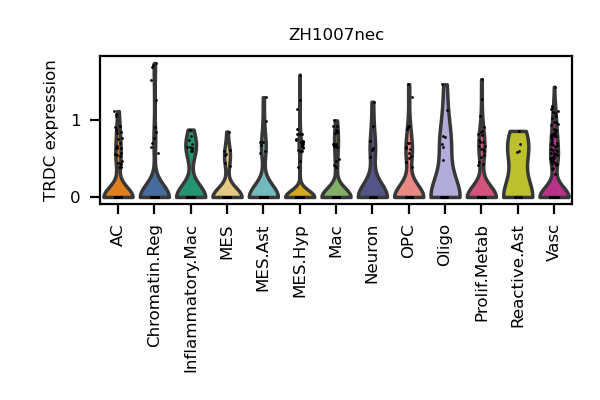 ZH1007nec
TRDC expression
1
0
AC
Chromatin.Reg
Inflammatory.Mac
MES
MES.Ast
MES.Hyp
Mac
Neuron
OPC
Oligo
Prolif.Metab
Reactive.Ast
Vasc